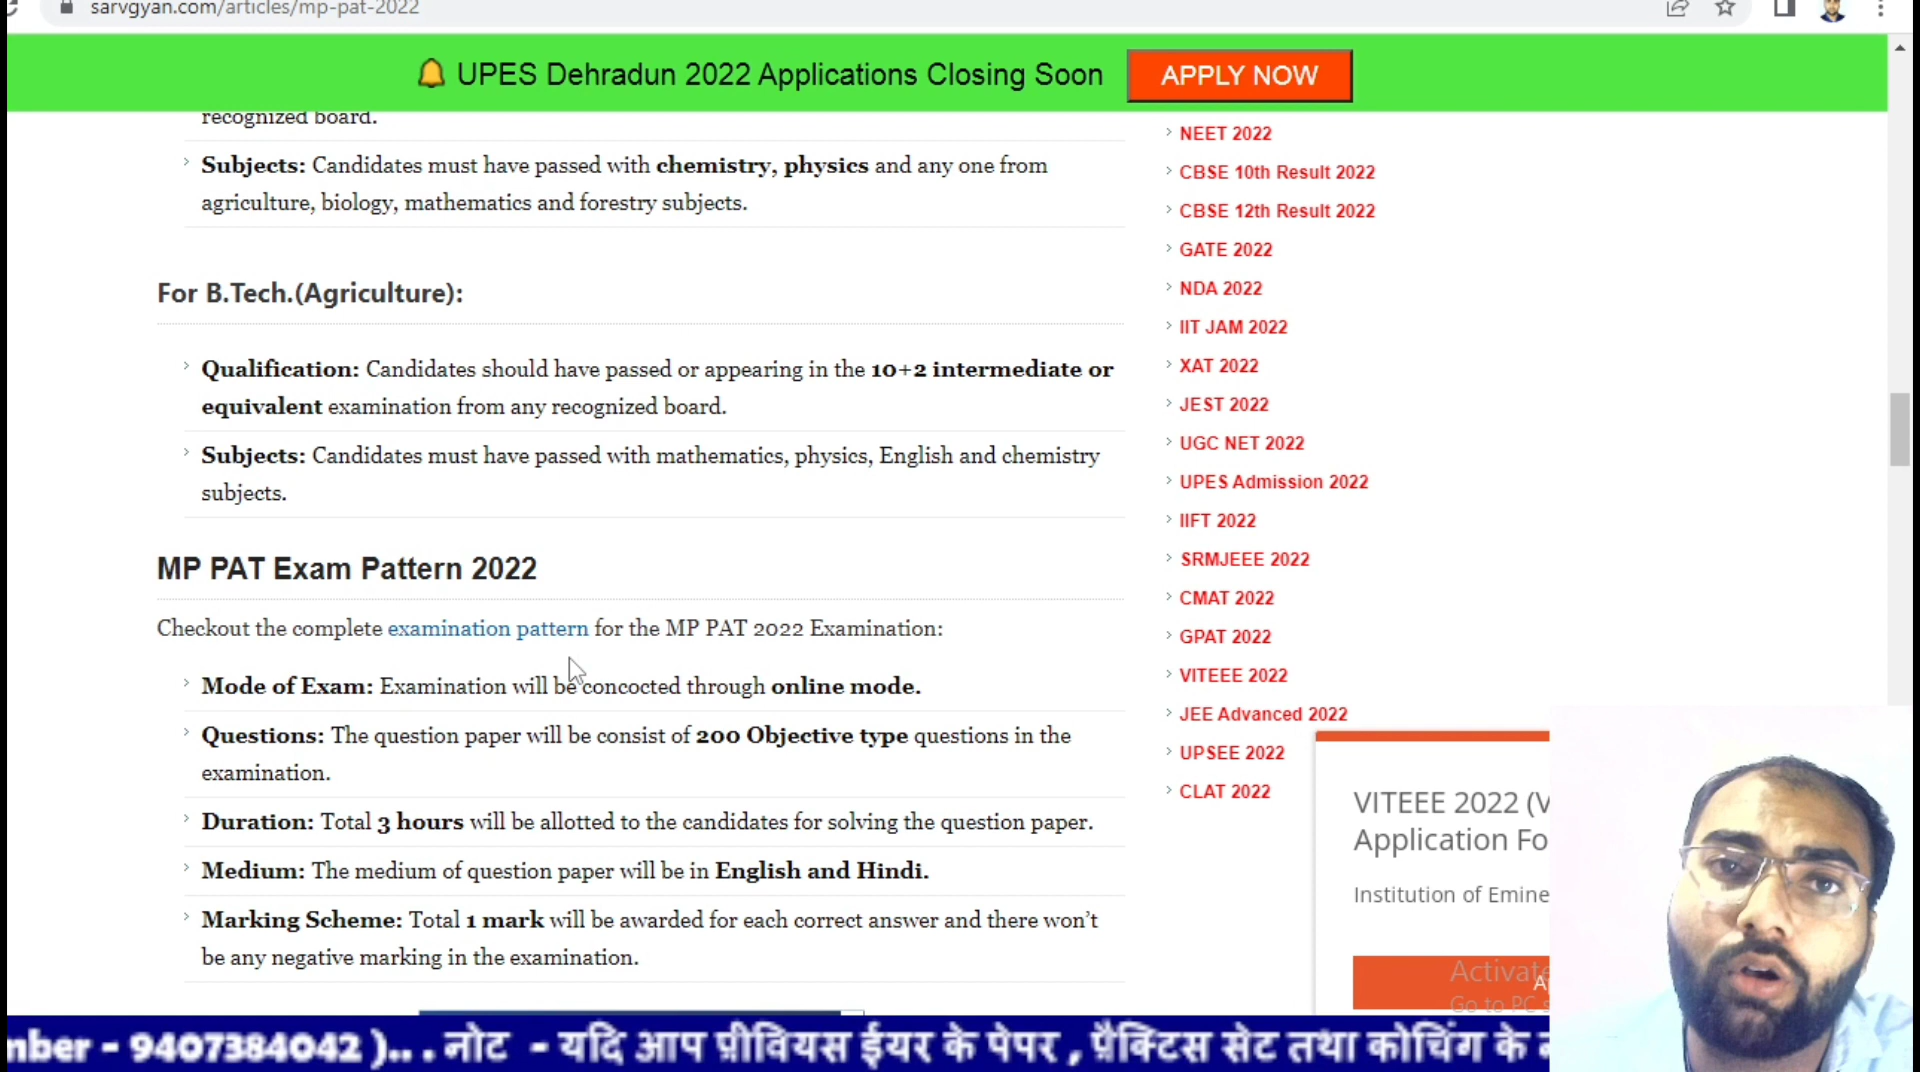 sarvgyan.com/articles/mp-pat-2022
UPES Dehradun 2022 Applications Closing Soon APPLY NOW
recognized board.
Subjects: Candidates must have passed with chemistry, physics and any one from
agriculture, biology, mathematics and forestry subjects.
For B.Tech.(Agriculture):
Qualification: Candidates should have passed or appearing in the 10+2 intermediate or
equivalent examination from any recognized board.
Subjects: Candidates must have passed with mathematics, physics, English and chemistry
subjects.
MP PAT Exam Pattern 2022
Checkout the complete examination pattern for the MP PAT 2022 Examination:
Mode of Exam: Examination will be concocted through online mode.
Questions: The question paper will be consist of 200 Objective type questions in the
examination.
Duration: Total 3 hours will be allotted to the candidates for solving the question paper.
Medium: The medium of question paper will be in English and Hindi.
Marking Scheme: Total 1 mark will be awarded for each correct answer and there won't
be any negative marking in the examination.
NEET 2022
CBSE 10th Result 2022
CBSE 12th Result 2022
GATE 2022
NDA 2022
IIT JAM 2022
XAT 2022
JEST 2022
UGC NET 2022
UPES Admission 2022
IIFT 2022
SRMJEEE 2022
CMAT 2022
GPAT 2022
VITEEE 2022
JEE Advanced 2022
UPSEE 2022
CLAT 2022
VITEEE 2022 (V
Application Fo
Institution of Emine
Activate
Go to PC s
mber - 9407384042 ).. . नोट - यदि आप प्रीवियस ईयर के पेपर , प्रैक्टिस सेट तथा कोचिंग के